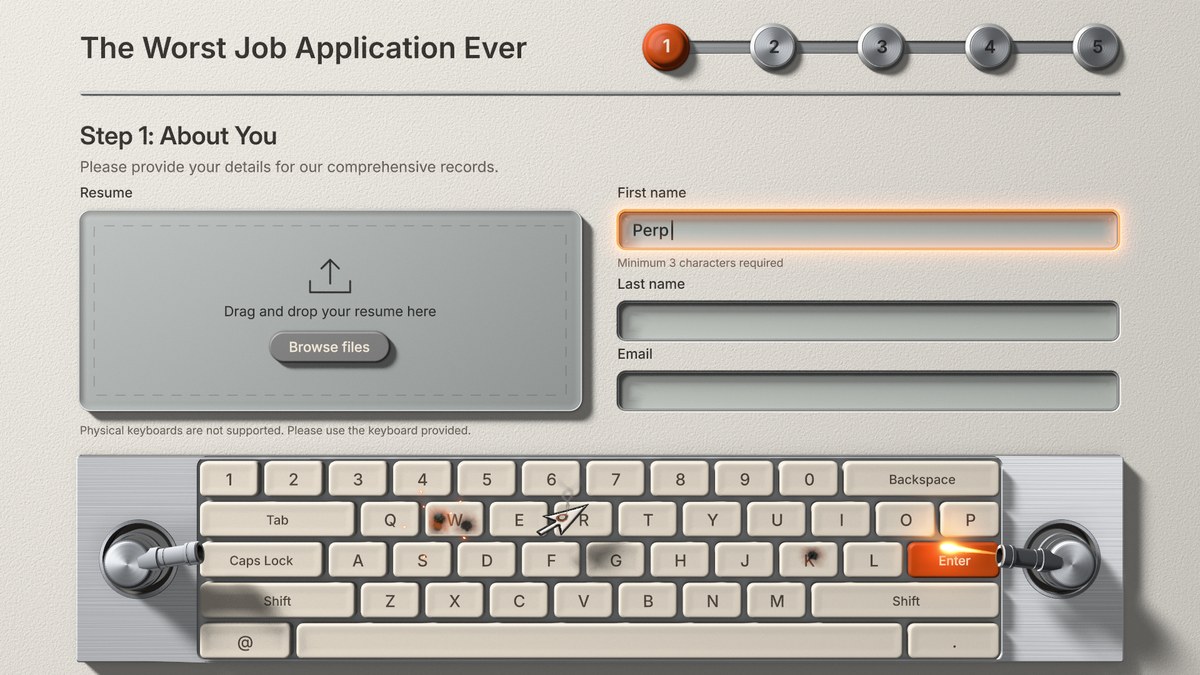 The Worst Job Application Ever
1 2 3 4 5
Step 1: About You
Please provide your details for our comprehensive records.
Resume
Drag and drop your resume here
Browse files
Physical keyboards are not supported. Please use the keyboard provided.
First name
Perp
Minimum 3 characters required
Last name
Email
1 2 3 4 5 6 7 8 9 0 Backspace
Tab Q W E R T Y U I O P
Caps Lock A S D F G H J K L Enter
Shift Z X C V B N M Shift
@ .